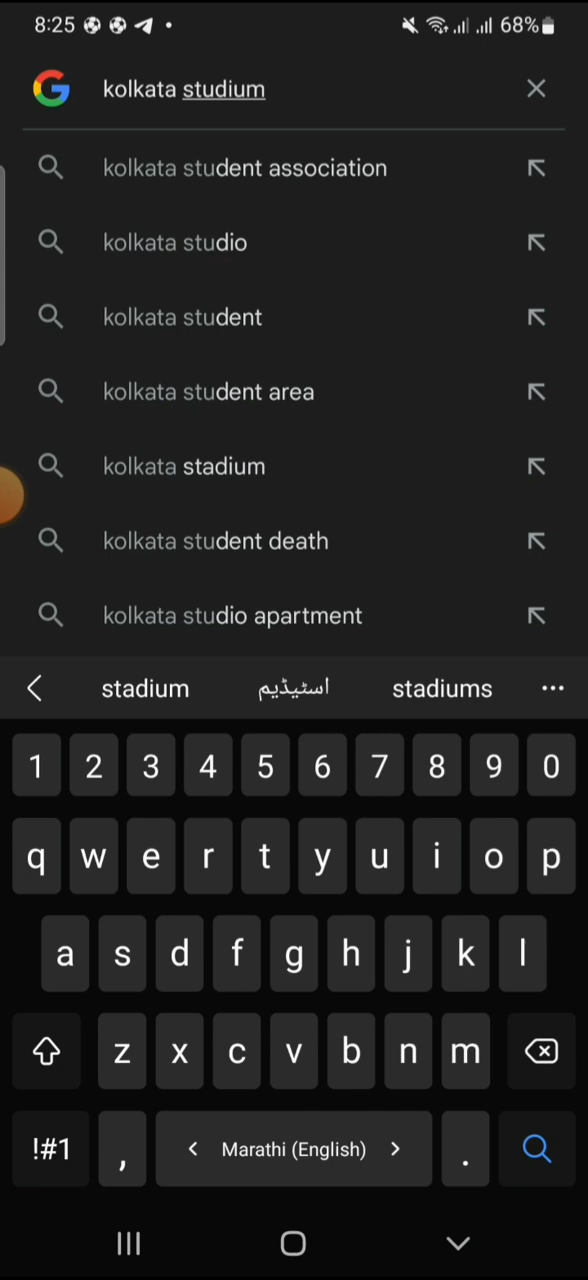 8:25 68%
kolkata studium
kolkata student association
kolkata studio
kolkata student
kolkata student area
kolkata stadium
kolkata student death
kolkata studio apartment
stadium اسٹیڈیم stadiums
1 2 3 4 5 6 7 8 9 0
q w e r t y u i o p
a s d f g h j k l
z x c v b n m
!#1 , < Marathi (English) > .